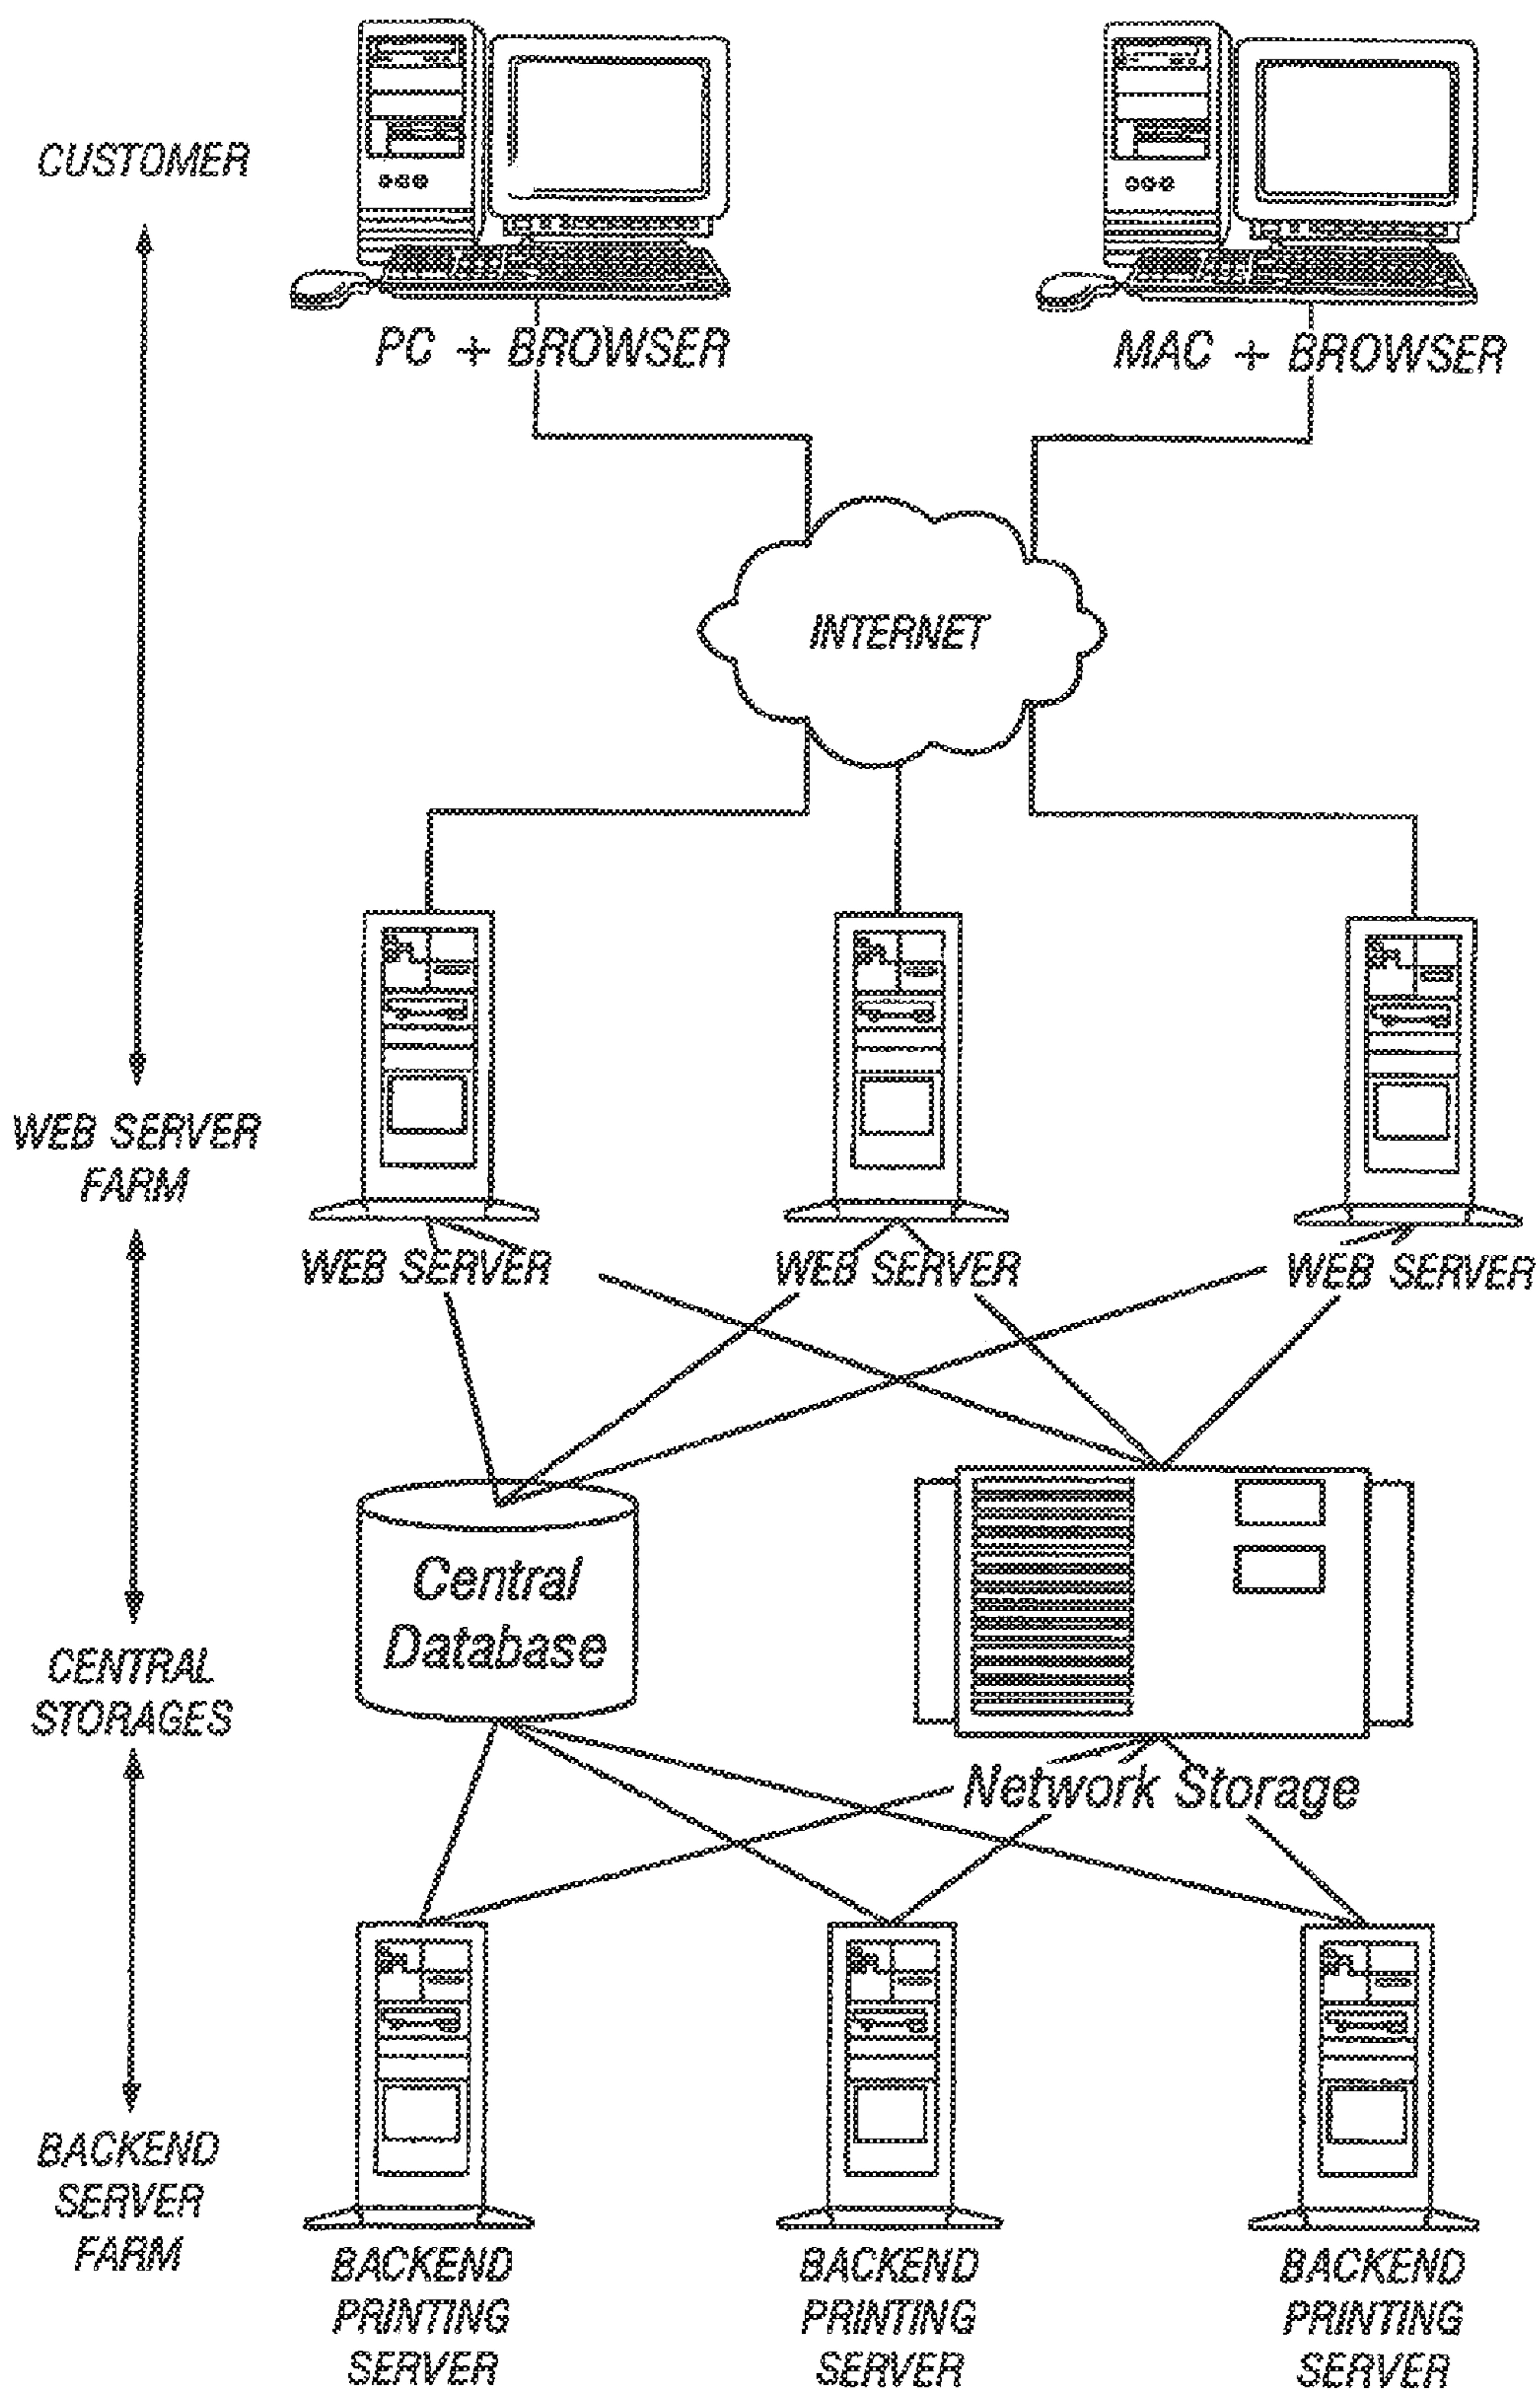 CUSTOMER
PC + BROWSER
MAC + BROWSER
INTERNET
WEB SERVER
FARM
WEB SERVER
WEB SERVER
WEB SERVER
Central
Database
CENTRAL
STORAGES
Network Storage
BACKEND
SERVER
FARM
BACKEND
PRINTING
SERVER
BACKEND
PRINTING
SERVER
BACKEND
PRINTING
SERVER